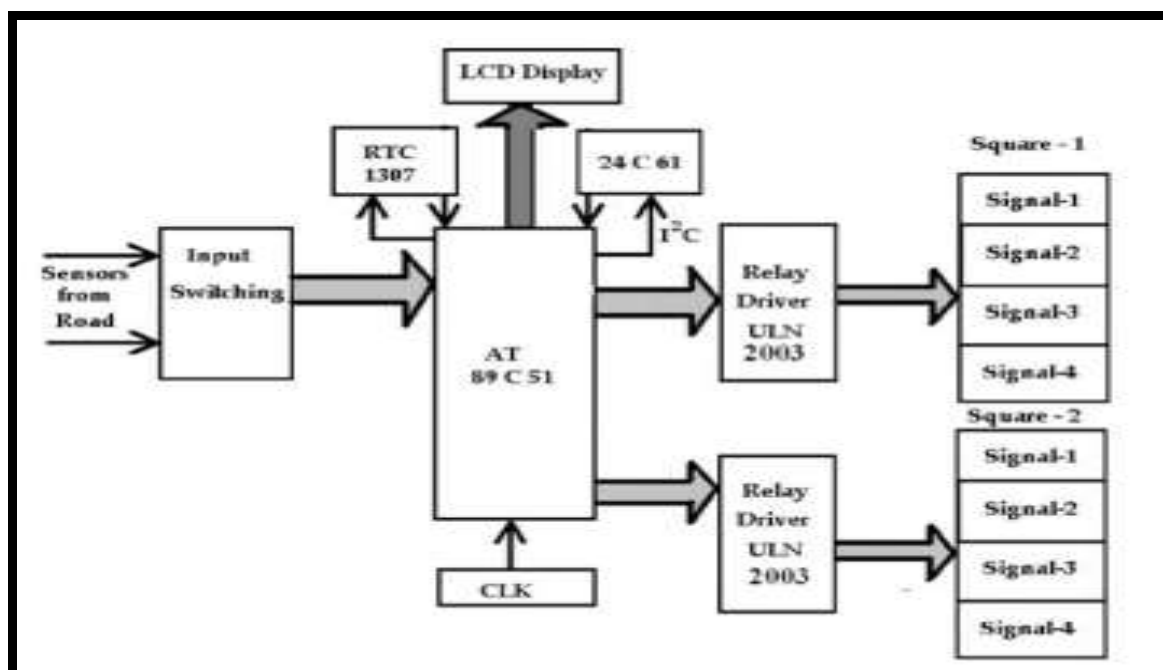 LCD Display
RTC
1307
24 C 61
I²C
Sensors
from
Road
Input
Switching
AT
89 C 51
CLK
Relay
Driver
ULN
2003
Relay
Driver
ULN
2003
Square - 1
Signal-1
Signal-2
Signal-3
Signal-4
Square - 2
Signal-1
Signal-2
Signal-3
Signal-4